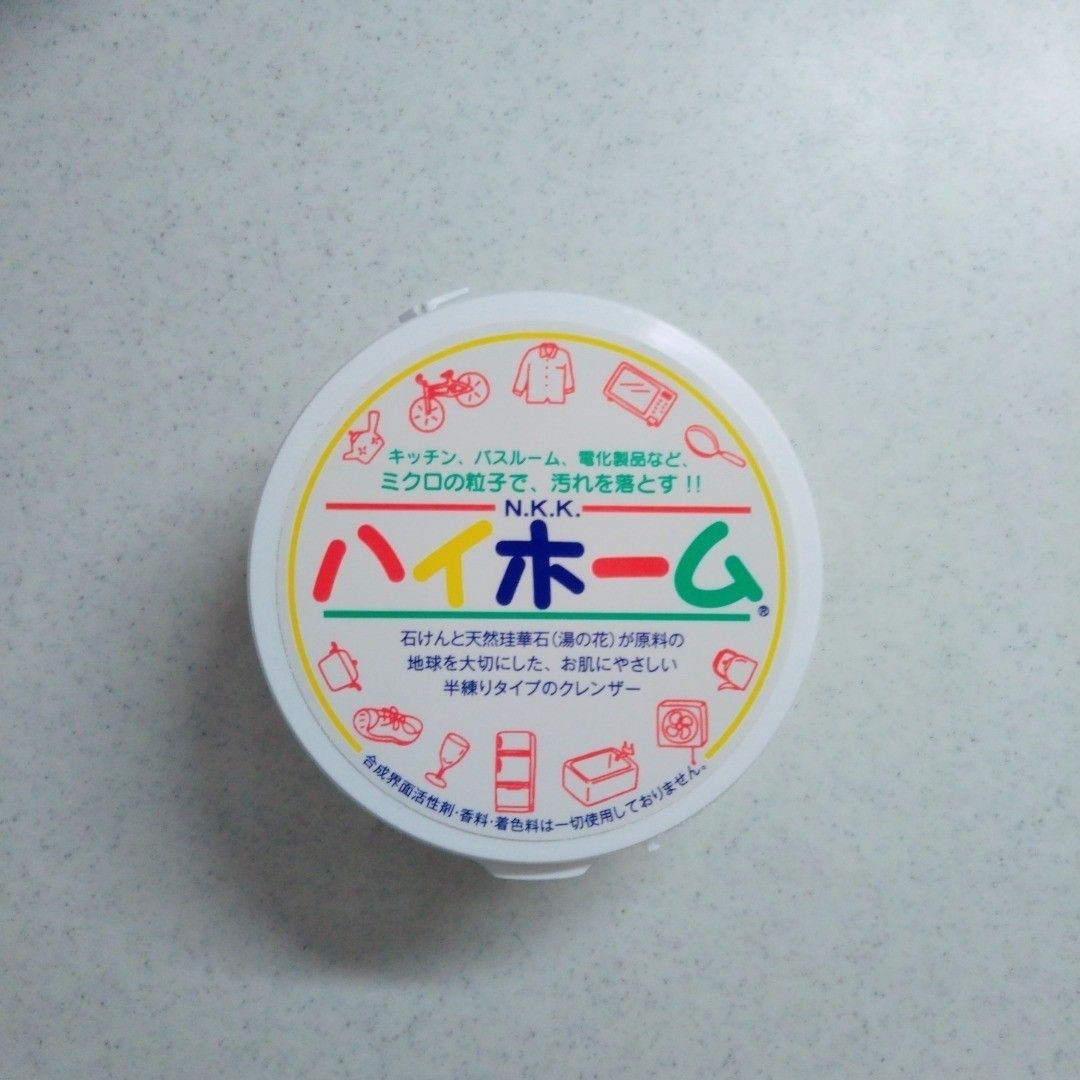 キッチン、バスルーム、電化製品など、
ミクロの粒子で、汚れを落とす!!
N.K.K.
ハイホーム®
石けんと天然珪華石(湯の花)が原料の
地球を大切にした、お肌にやさしい
半練りタイプのクレンザー
合成界面活性剤・香料・着色料は一切使用しておりません。